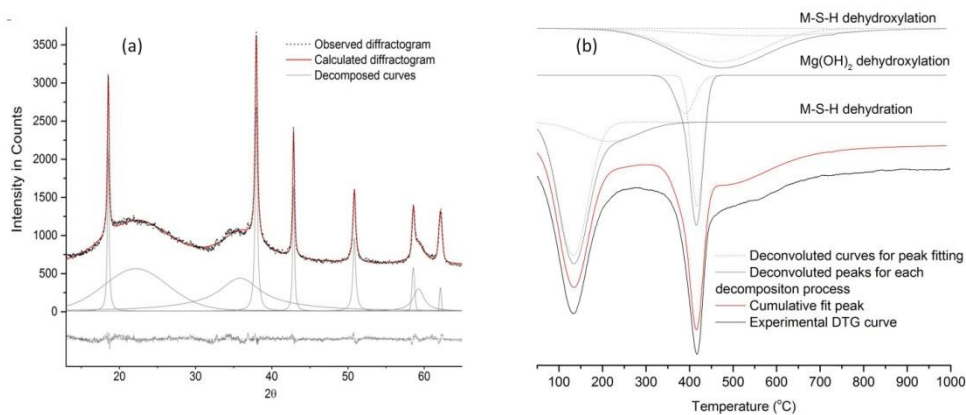 (a)
Observed diffractogram
Calculated diffractogram
Decomposed curves
Intensity in Counts
3500
3000
2500
2000
1500
1000
500
0
20
30
40
50
60
2θ
(b)
M-S-H dehydroxylation
Mg(OH)2 dehydroxylation
M-S-H dehydration
Deconvoluted curves for peak fitting
Deconvoluted peaks for each
decompositon process
Cumulative fit peak
Experimental DTG curve
100
200
300
400
500
600
700
800
900
1000
Temperature (°C)